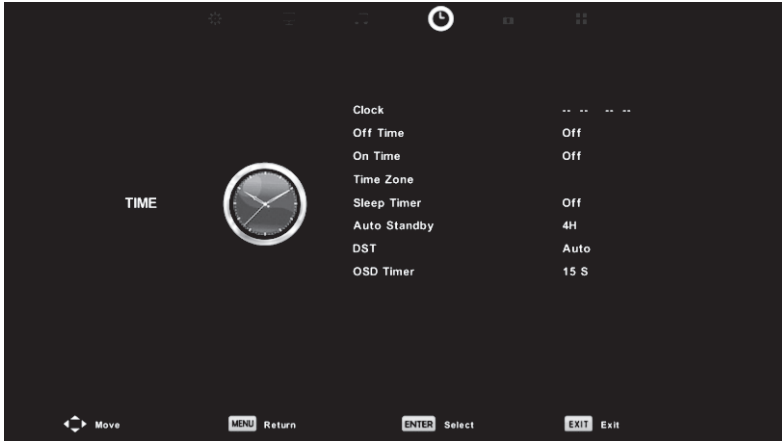 Clock -- -- -- --
Off Time Off
On Time Off
Time Zone
TIME
Sleep Timer Off
Auto Standby 4H
DST Auto
OSD Timer 15 S
Move MENU Return ENTER Select EXIT Exit